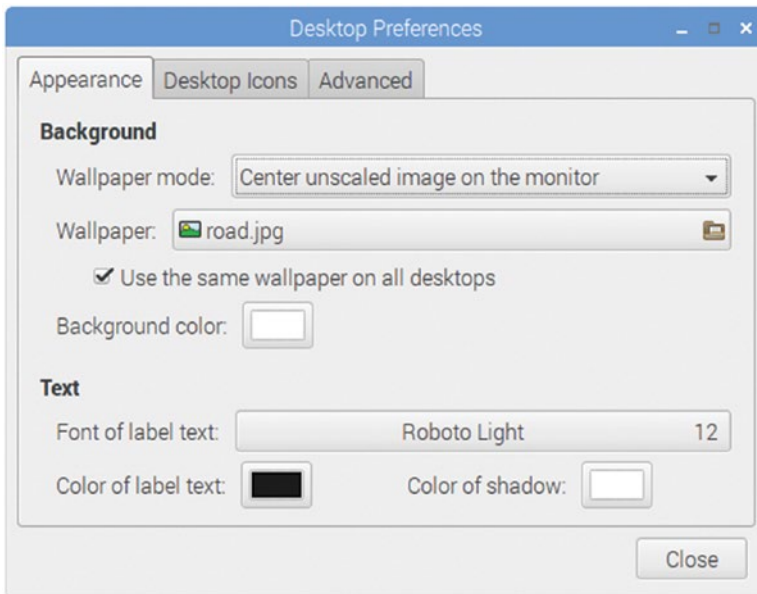 Desktop Preferences
Appearance Desktop Icons Advanced
Background
Wallpaper mode: Center unscaled image on the monitor
Wallpaper: road.jpg
Use the same wallpaper on all desktops
Background color:
Text
Font of label text: Roboto Light 12
Color of label text: Color of shadow:
Close